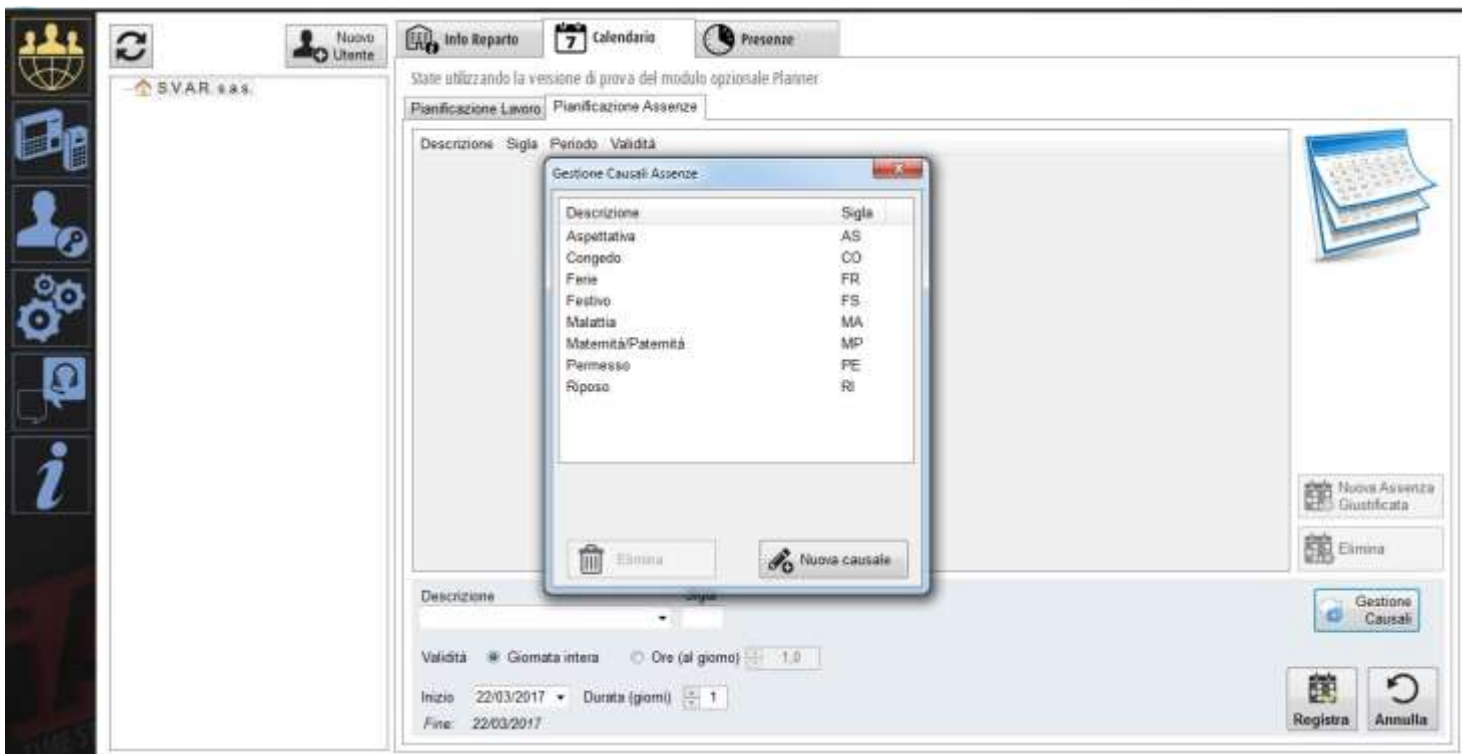 Nuovo
Utente
S.V.A.R. s.a.s.
Info Reparto
7
Calendario
Presenze
State utilizzando la versione di prova del modulo opzionale Planner
Pianificazione Lavoro
Pianificazione Assenze
Descrizione Sigla Periodo Validità
Gestione Causali Assenze
Descrizione Sigla
Aspettativa AS
Congedo CO
Ferie FR
Festivo FS
Malattia MA
Maternità/Paternità MP
Permesso PE
Riposo RI
Elimina
Nuova causale
Nuova Assenza
Giustificata
Elimina
Gestione
Causali
Descrizione Sigla
Validità Giornata intera Ore (al giorno) 1,0
Inizio 22/03/2017 Durata (giorni) 1
Fine: 22/03/2017
Registra
Annulla